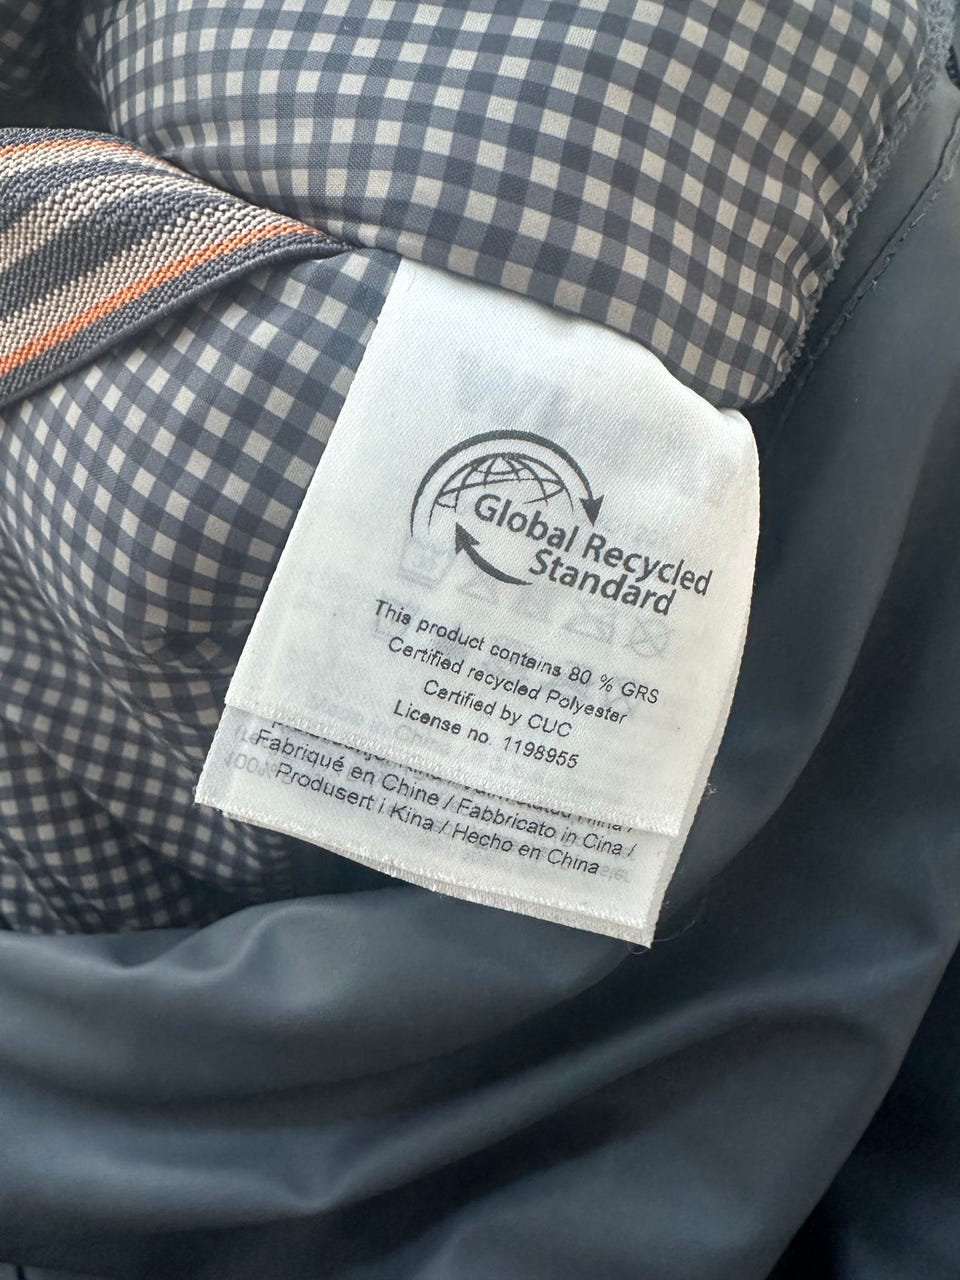 Global Recycled
Standard
This product contains 80 % GRS
Certified recycled Polyester
Certified by CUC
License no. 1198955
Fabriqué en Chine / Fabbricato in Cina /
Produsert i Kina / Hecho en China